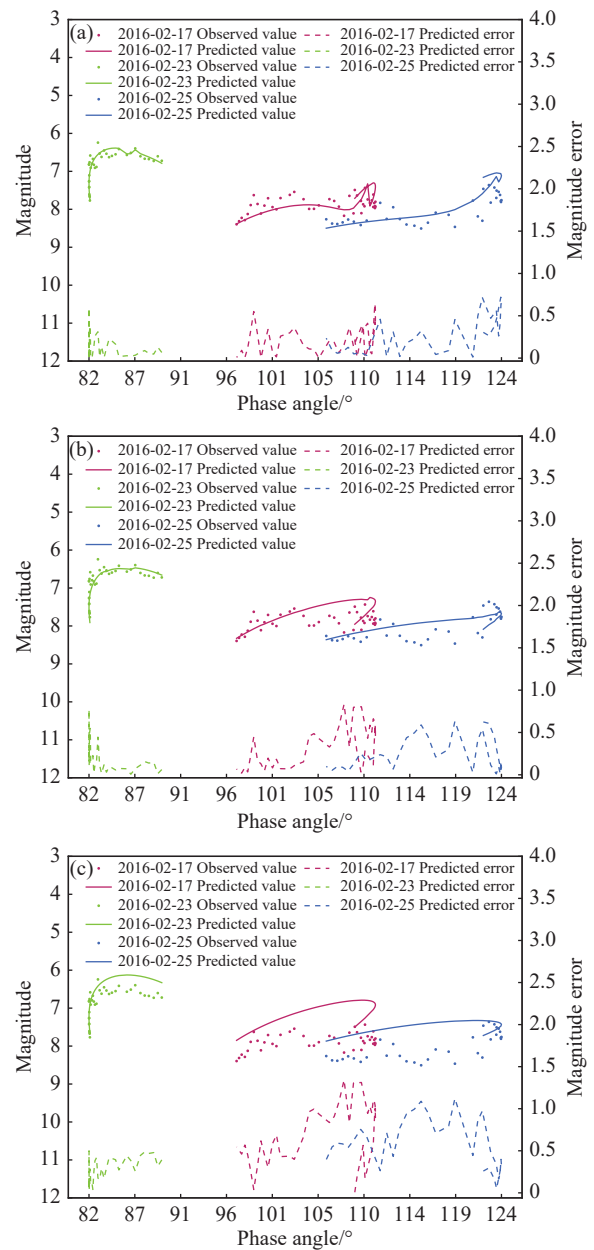 (a)
2016-02-17 Observed value
2016-02-17 Predicted value
2016-02-23 Observed value
2016-02-23 Predicted value
2016-02-25 Observed value
2016-02-25 Predicted value
2016-02-17 Predicted error
2016-02-23 Predicted error
2016-02-25 Predicted error
Magnitude
3
4
5
6
7
8
9
10
11
12
Magnitude error
4.0
3.5
3.0
2.5
2.0
1.5
1.0
0.5
0
82 87 91 96 101 106 110 114 119 124
Phase angle/°
(b)
2016-02-17 Observed value
2016-02-17 Predicted value
2016-02-23 Observed value
2016-02-23 Predicted value
2016-02-25 Observed value
2016-02-25 Predicted value
2016-02-17 Predicted error
2016-02-23 Predicted error
2016-02-25 Predicted error
Magnitude
3
4
5
6
7
8
9
10
11
12
Magnitude error
4.0
3.5
3.0
2.5
2.0
1.5
1.0
0.5
0
82 87 91 96 101 106 110 114 119 124
Phase angle/°
(c)
2016-02-17 Observed value
2016-02-17 Predicted value
2016-02-23 Observed value
2016-02-23 Predicted value
2016-02-25 Observed value
2016-02-25 Predicted value
2016-02-17 Predicted error
2016-02-23 Predicted error
2016-02-25 Predicted error
Magnitude
3
4
5
6
7
8
9
10
11
12
Magnitude error
4.0
3.5
3.0
2.5
2.0
1.5
1.0
0.5
0
82 87 91 96 101 106 110 114 119 124
Phase angle/°